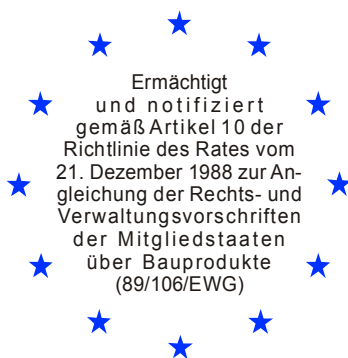 Ermächtigt
und notifiziert
gemäß Artikel 10 der
Richtlinie des Rates vom
21. Dezember 1988 zur An-
gleichung der Rechts- und
Verwaltungsvorschriften
der Mitgliedstaaten
über Bauprodukte
(89/106/EWG)